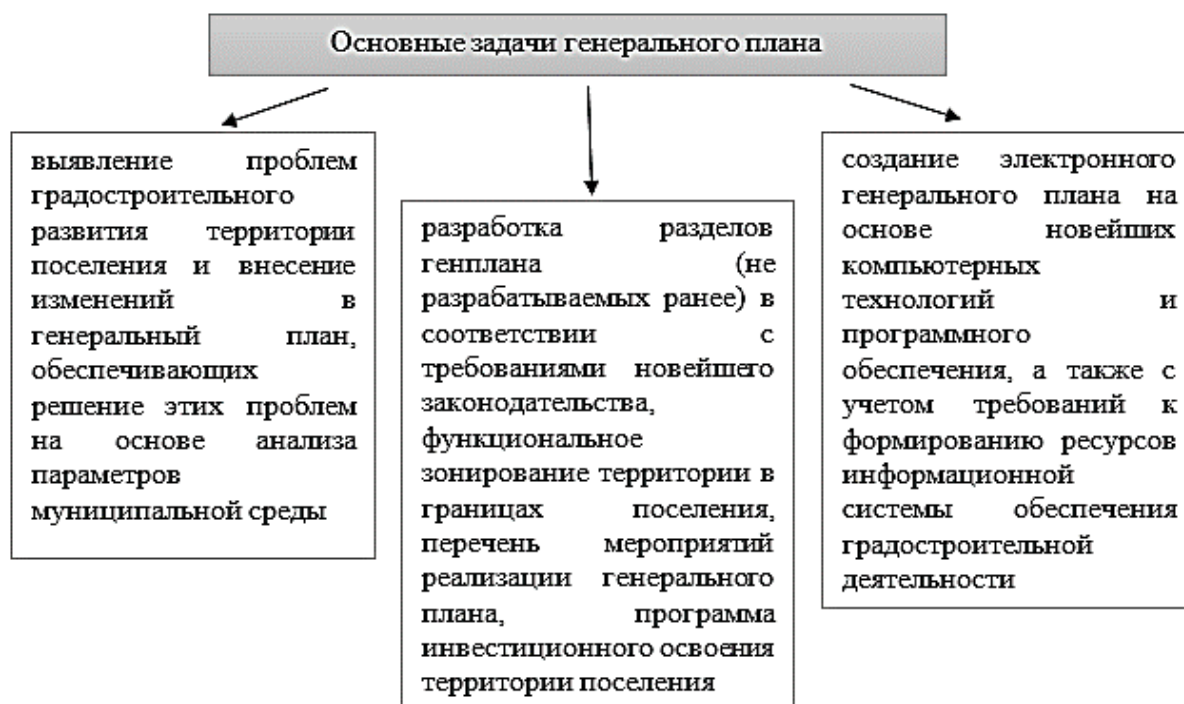 Основные задачи генерального плана
выявление проблем
градостроительного
развития территории
поселения и внесение
изменений в
генеральный план,
обеспечивающих
решение этих проблем
на основе анализа
параметров
муниципальной среды
разработка разделов
генплана (не
разрабатываемых ранее) в
соответствии с
требованиями новейшего
законодательства,
функциональное
зонирование территории в
границах поселения,
перечень мероприятий
реализации генерального
плана, программа
инвестиционного освоения
территории поселения
создание электронного
генерального плана на
основе новейших
компьютерных
технологий и
программного
обеспечения, а также с
учетом требований к
формированию ресурсов
информационной
системы обеспечения
градостроительной
деятельности